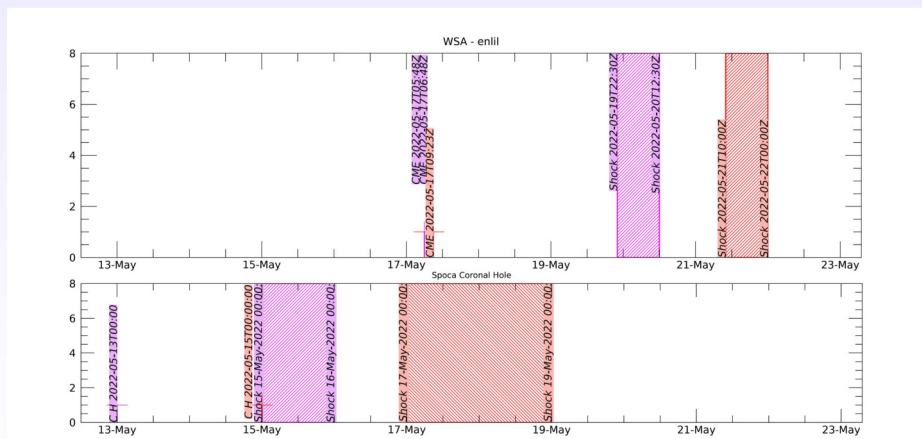 WSA - enlil
8
6
4
2
0
CME 2022-05-17T05:48Z
CME 2022-05-17T06:48Z
CME 2022-05-17T09:23Z
Shock 2022-05-19T22:30Z
Shock 2022-05-20T12:30Z
Shock 2022-05-21T10:00Z
Shock 2022-05-22T00:00Z
13-May
15-May
17-May
19-May
21-May
23-May
Spoca Coronal Hole
8
6
4
2
0
C H 2022-05-13T00:00
C H 2022-05-15T00:00
Shock 15-May-2022 00:00:
Shock 16-May-2022 00:00:
Shock 17-May-2022 00:00:
Shock 19-May-2022 00:00:
13-May
15-May
17-May
19-May
21-May
23-May